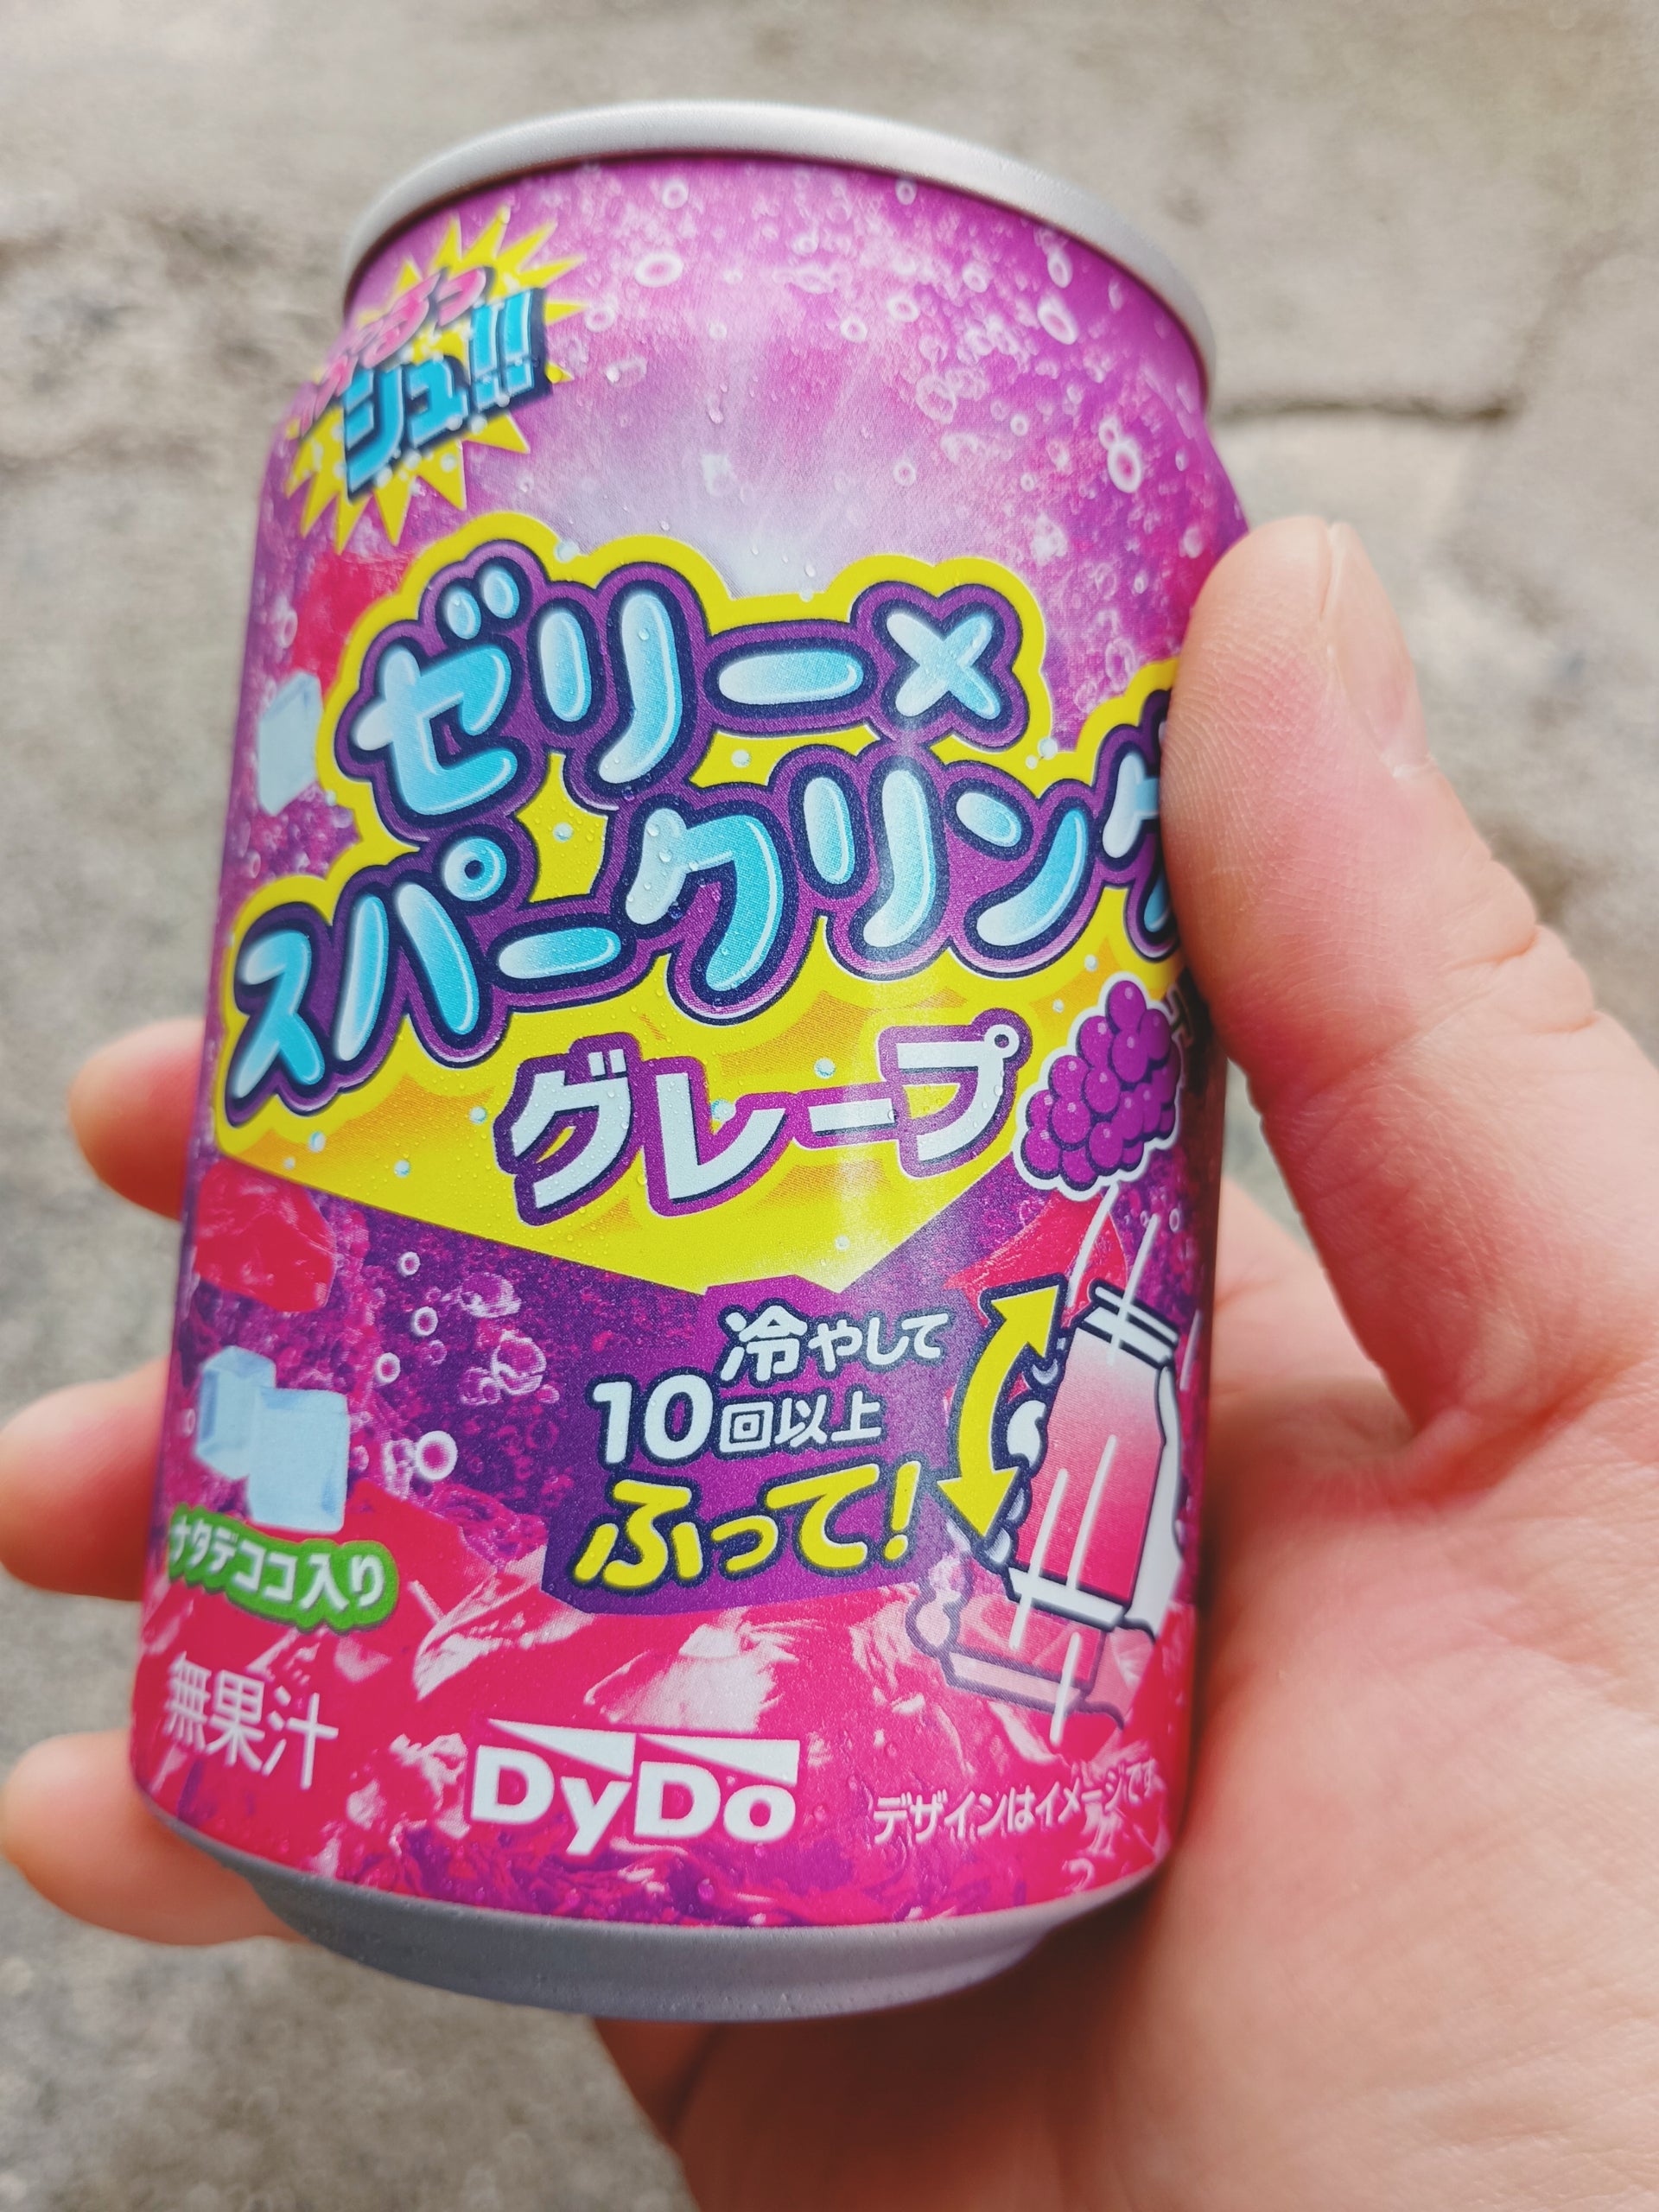 シュ!!
ゼリー×
スパークリング
グレープ
冷やして
10回以上
ふって!
ナタデココ入り
無果汁
DyDo
デザインはイメージです